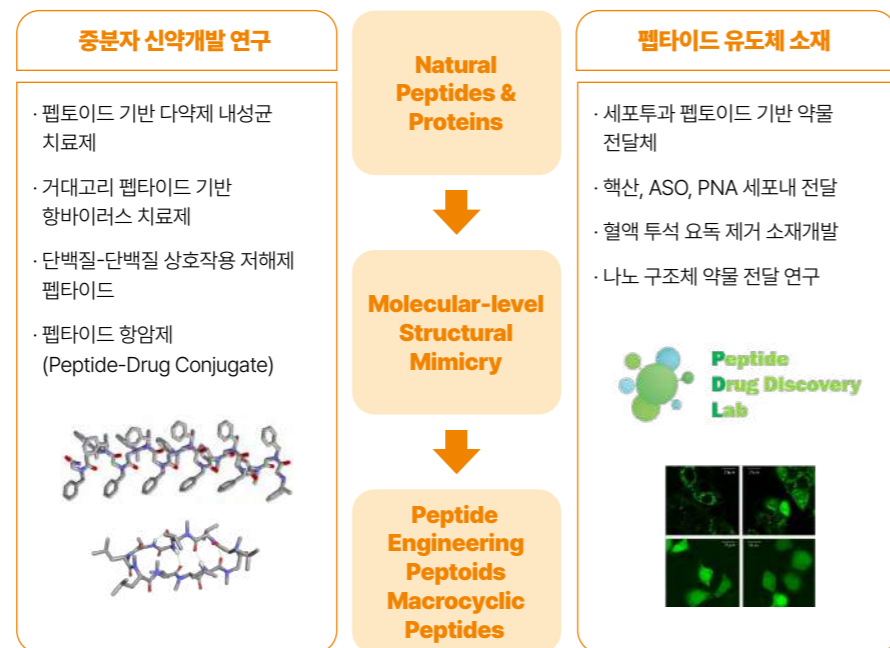 중분자 신약개발 연구
· 펩토이드 기반 다약제 내성균
치료제
· 거대고리 펩타이드 기반
항바이러스 치료제
· 단백질-단백질 상호작용 저해제
펩타이드
· 펩타이드 항암제
(Peptide-Drug Conjugate)
Natural
Peptides &
Proteins
Molecular-level
Structural
Mimicry
Peptide
Engineering
Peptoids
Macrocyclic
Peptides
펩타이드 유도체 소재
· 세포투과 펩토이드 기반 약물
전달체
· 핵산, ASO, PNA 세포내 전달
· 혈액 투석 요독 제거 소재개발
· 나노 구조체 약물 전달 연구
Peptide
Drug Discovery
Lab